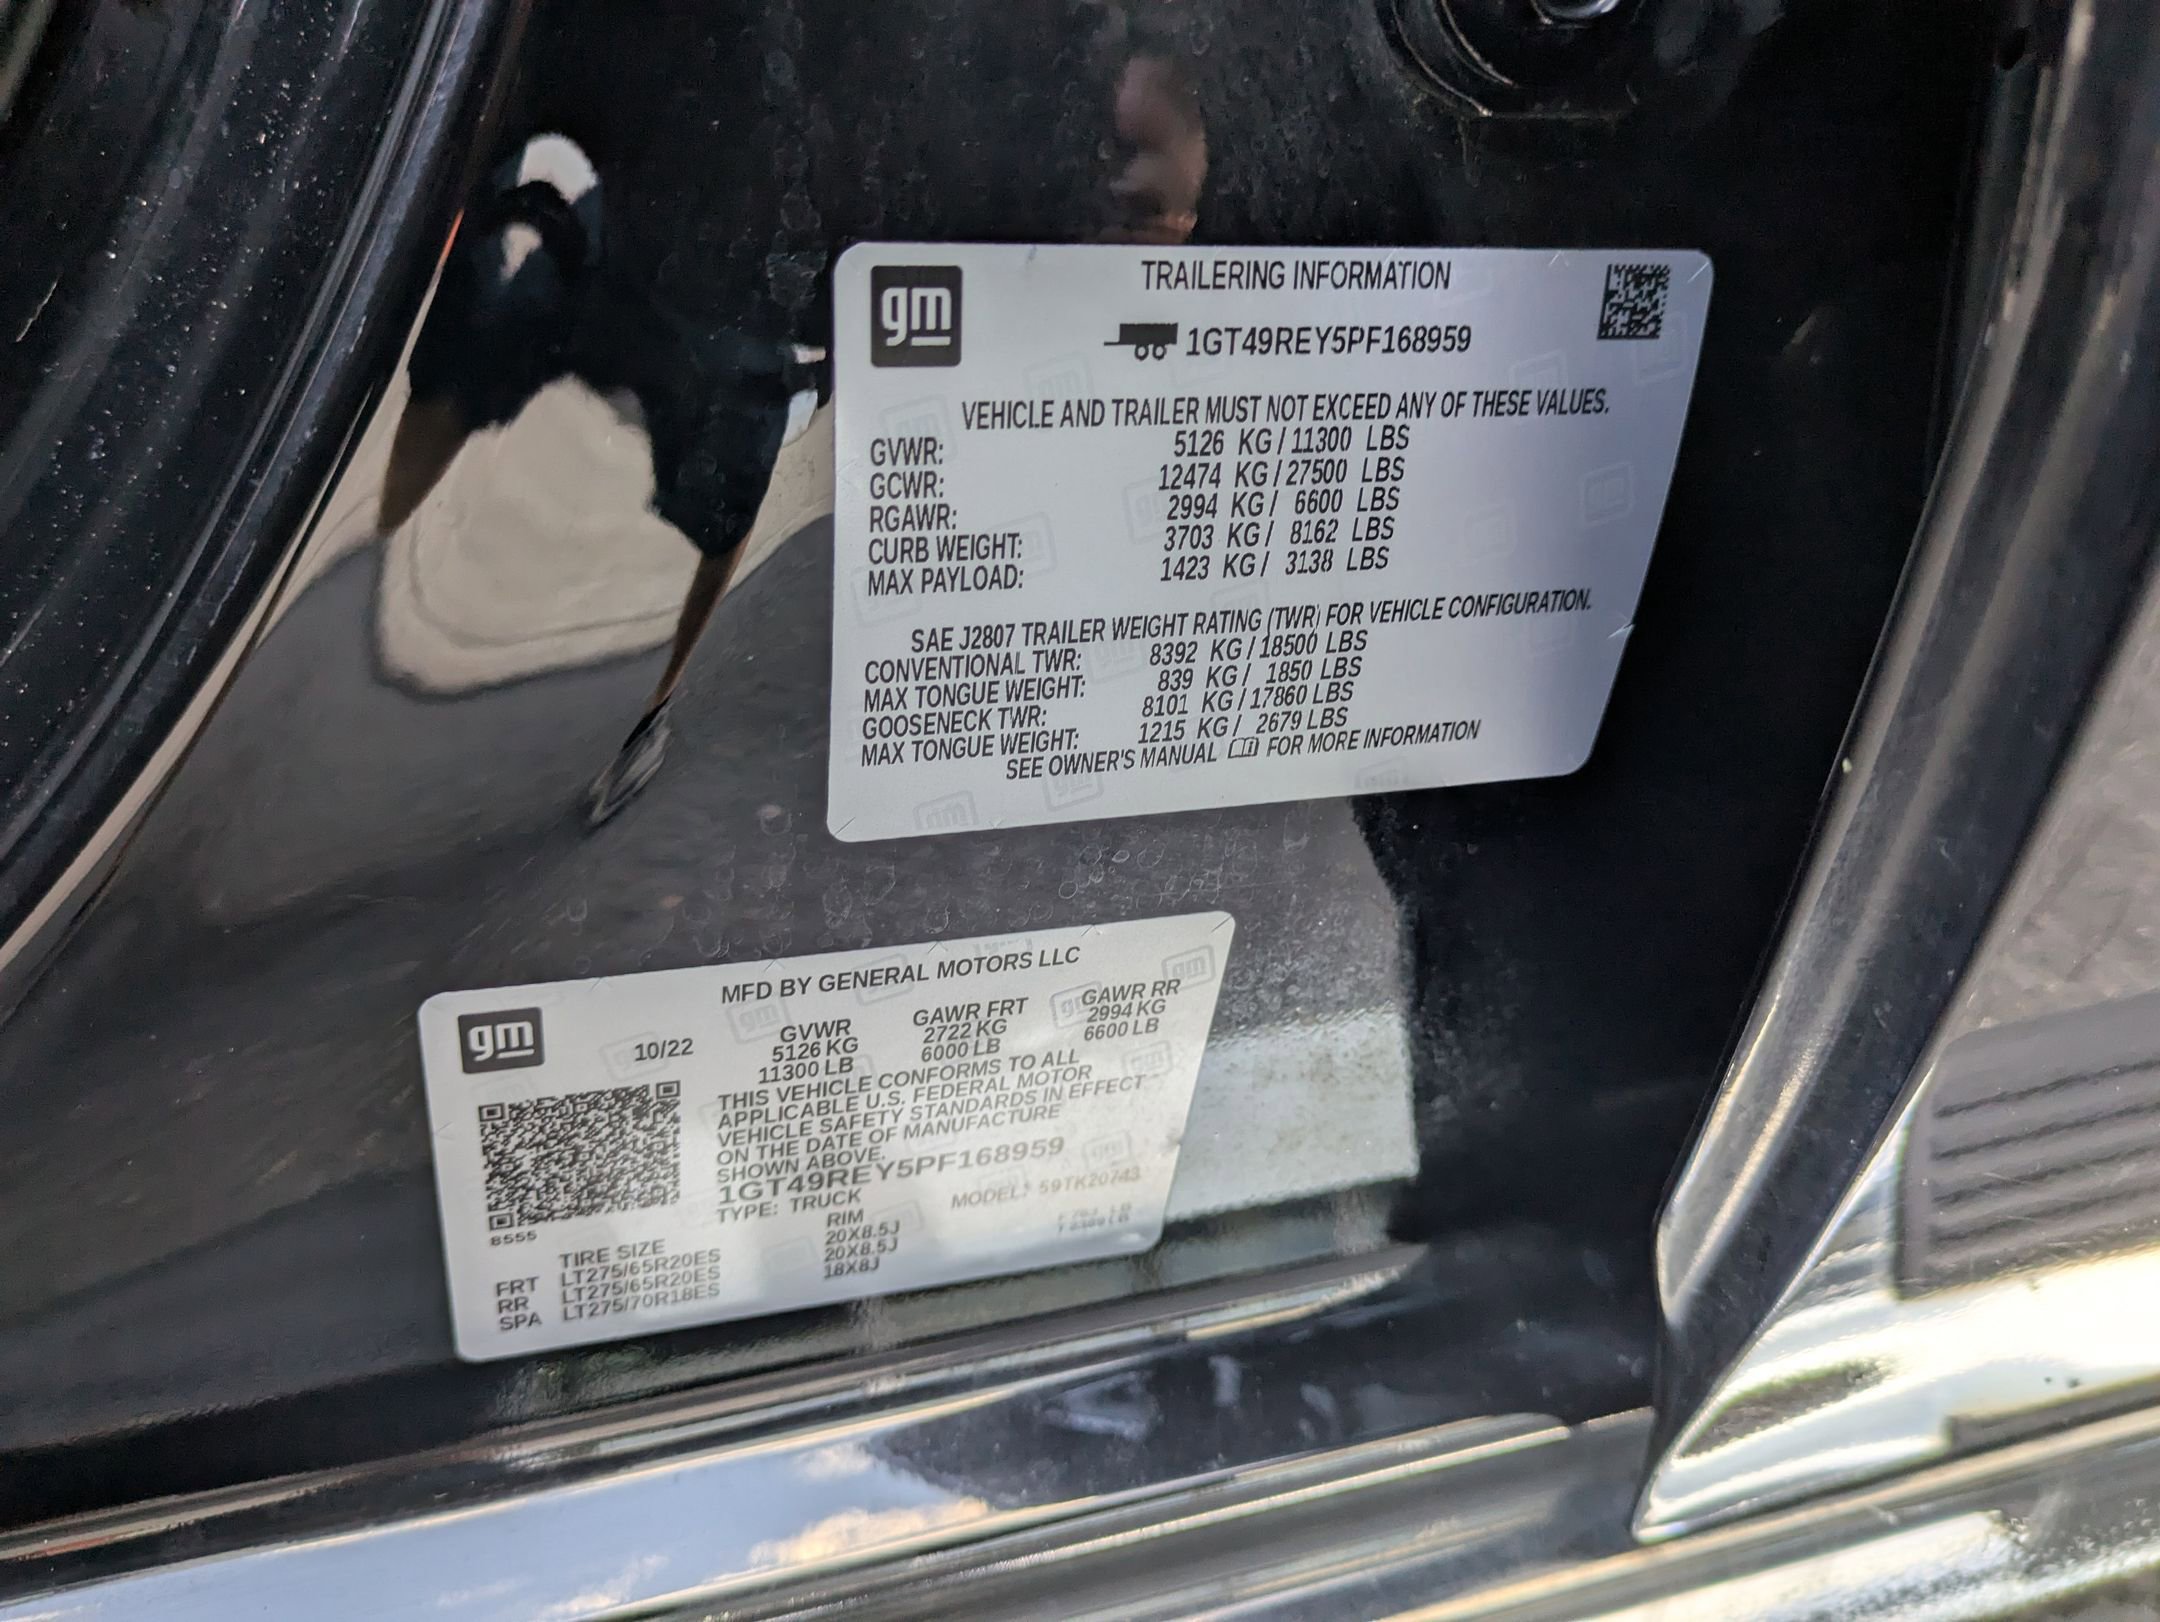 gm
TRAILERING INFORMATION
1GT49REY5PF168959
VEHICLE AND TRAILER MUST NOT EXCEED ANY OF THESE VALUES.
GVWR: 5126 KG / 11300 LBS
GCWR: 12474 KG / 27500 LBS
RGAWR: 2994 KG / 6600 LBS
CURB WEIGHT: 3703 KG / 8162 LBS
MAX PAYLOAD: 1423 KG / 3138 LBS
SAE J2807 TRAILER WEIGHT RATING (TWR) FOR VEHICLE CONFIGURATION.
CONVENTIONAL TWR: 8392 KG / 18500 LBS
MAX TONGUE WEIGHT: 839 KG / 1850 LBS
GOOSENECK TWR: 8101 KG / 17860 LBS
MAX TONGUE WEIGHT: 1215 KG / 2679 LBS
SEE OWNER'S MANUAL FOR MORE INFORMATION
MFD BY GENERAL MOTORS LLC
gm
10/22 GVWR GAWR FRT GAWR RR
5126 KG 2722 KG 2994 KG
11300 LB 6000 LB 6600 LB
THIS VEHICLE CONFORMS TO ALL
APPLICABLE U.S. FEDERAL MOTOR
VEHICLE SAFETY STANDARDS IN EFFECT
ON THE DATE OF MANUFACTURE
SHOWN ABOVE.
1GT49REY5PF168959
TYPE: TRUCK MODEL: 59TK20743
8555
TIRE SIZE RIM
FRT LT275/65R20ES 20X8.5J
RR LT275/65R20ES 20X8.5J
SPA LT275/70R18ES 18X8J